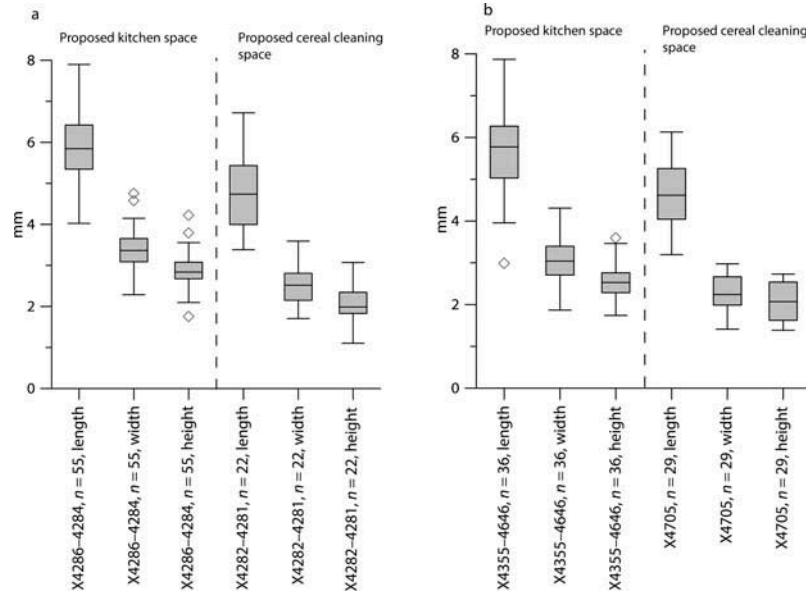 a
Proposed kitchen space
Proposed cereal cleaning
space
8
6
4
2
0
mm
X4286–4284, n = 55, length
X4286–4284, n = 55, width
X4286–4284, n = 55, height
X4282–4281, n = 22, length
X4282–4281, n = 22, width
X4282–4281, n = 22, height
b
Proposed kitchen space
Proposed cereal cleaning
space
8
6
4
2
0
mm
X4355–4646, n = 36, length
X4355–4646, n = 36, width
X4355–4646, n = 36, height
X4705, n = 29, length
X4705, n = 29, width
X4705, n = 29, height